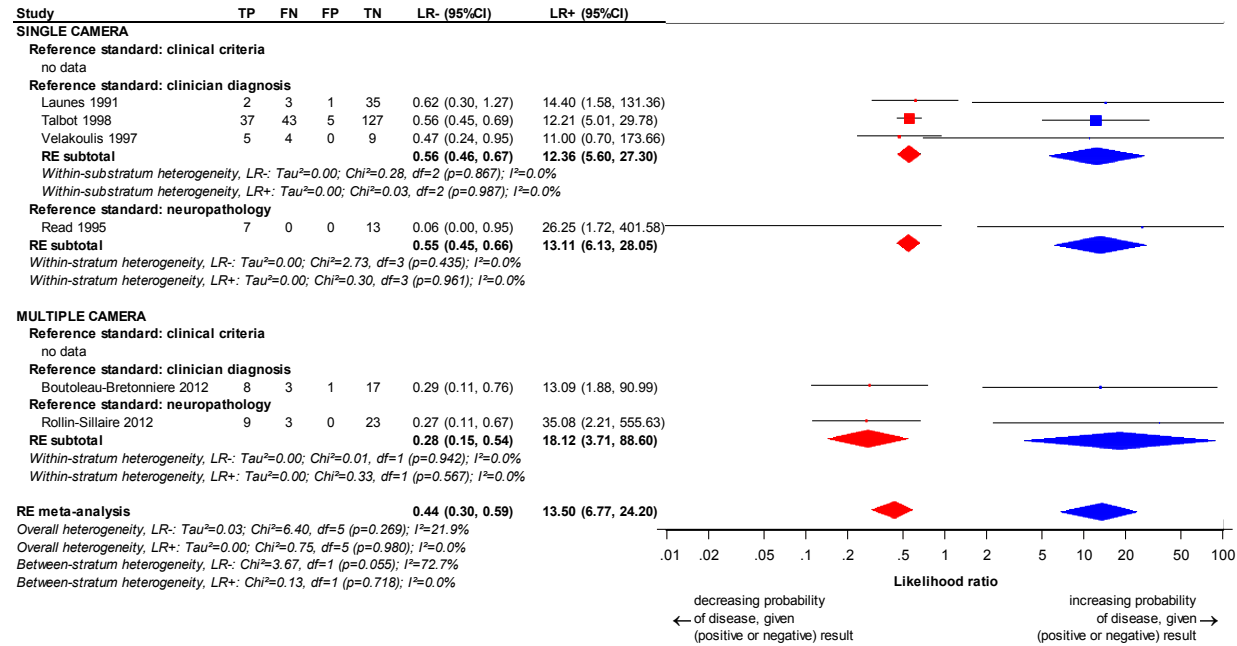 Study TP FN FP TN LR- (95%CI) LR+ (95%CI)
SINGLE CAMERA
Reference standard: clinical criteria
no data
Reference standard: clinician diagnosis
Launes 1991 2 3 1 35 0.62 (0.30, 1.27) 14.40 (1.58, 131.36)
Talbot 1998 37 43 5 127 0.56 (0.45, 0.69) 12.21 (5.01, 29.78)
Velakoulis 1997 5 4 0 9 0.47 (0.24, 0.95) 11.00 (0.70, 173.66)
RE subtotal 0.56 (0.46, 0.67) 12.36 (5.60, 27.30)
Within-substratum heterogeneity, LR-: Tau²=0.00; Chi²=0.28, df=2 (p=0.867); I²=0.0%
Within-substratum heterogeneity, LR+: Tau²=0.00; Chi²=0.03, df=2 (p=0.987); I²=0.0%
Reference standard: neuropathology
Read 1995 7 0 0 13 0.06 (0.00, 0.95) 26.25 (1.72, 401.58)
RE subtotal 0.55 (0.45, 0.66) 13.11 (6.13, 28.05)
Within-stratum heterogeneity, LR-: Tau²=0.00; Chi²=2.73, df=3 (p=0.435); I²=0.0%
Within-stratum heterogeneity, LR+: Tau²=0.00; Chi²=0.30, df=3 (p=0.961); I²=0.0%
MULTIPLE CAMERA
Reference standard: clinical criteria
no data
Reference standard: clinician diagnosis
Boutoleau-Bretonniere 2012 8 3 1 17 0.29 (0.11, 0.76) 13.09 (1.88, 90.99)
Reference standard: neuropathology
Rollin-Sillaire 2012 9 3 0 23 0.27 (0.11, 0.67) 35.08 (2.21, 555.63)
RE subtotal 0.28 (0.15, 0.54) 18.12 (3.71, 88.60)
Within-stratum heterogeneity, LR-: Tau²=0.00; Chi²=0.01, df=1 (p=0.942); I²=0.0%
Within-stratum heterogeneity, LR+: Tau²=0.00; Chi²=0.33, df=1 (p=0.567); I²=0.0%
RE meta-analysis 0.44 (0.30, 0.59) 13.50 (6.77, 24.20)
Overall heterogeneity, LR-: Tau²=0.03; Chi²=6.40, df=5 (p=0.269); I²=21.9%
Overall heterogeneity, LR+: Tau²=0.00; Chi²=0.75, df=5 (p=0.980); I²=0.0%
Between-stratum heterogeneity, LR-: Chi²=3.67, df=1 (p=0.055); I²=72.7%
Between-stratum heterogeneity, LR+: Chi²=0.13, df=1 (p=0.718); I²=0.0%
.01 .02 .05 .1 .2 .5 1 2 5 10 20 50 100
Likelihood ratio
decreasing probability
← of disease, given
(positive or negative) result
increasing probability
of disease, given →
(positive or negative) result